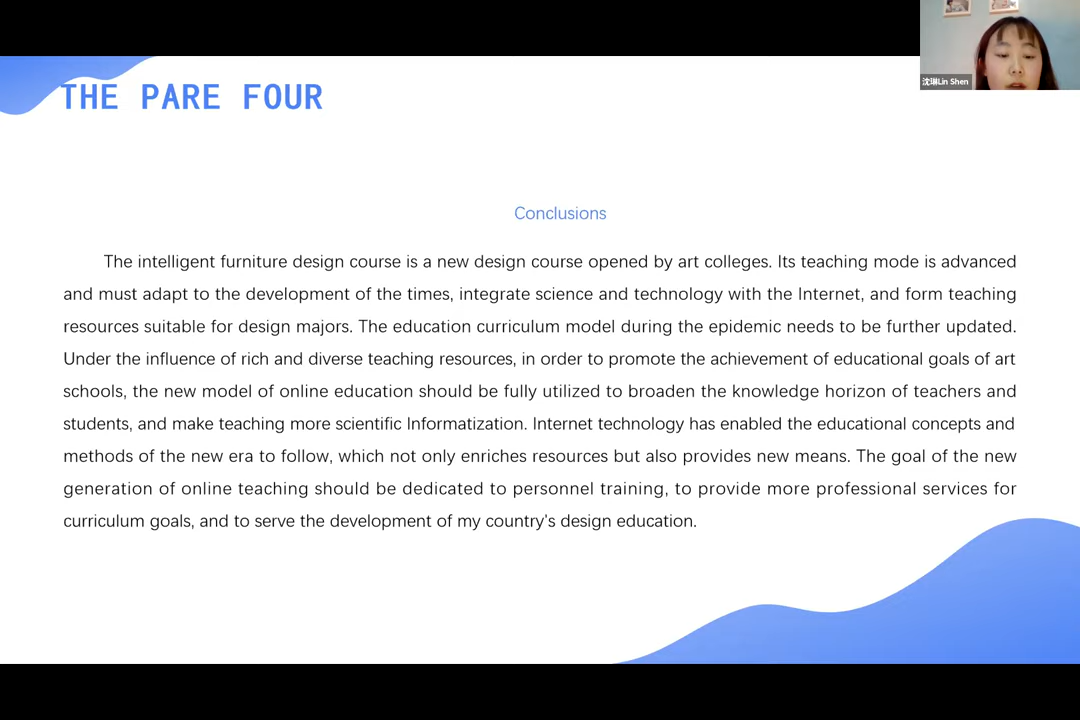 THE PARE FOUR
沈琳Lin Shen
Conclusions
The intelligent furniture design course is a new design course opened by art colleges. Its teaching mode is advanced
and must adapt to the development of the times, integrate science and technology with the Internet, and form teaching
resources suitable for design majors. The education curriculum model during the epidemic needs to be further updated.
Under the influence of rich and diverse teaching resources, in order to promote the achievement of educational goals of art
schools, the new model of online education should be fully utilized to broaden the knowledge horizon of teachers and
students, and make teaching more scientific Informatization. Internet technology has enabled the educational concepts and
methods of the new era to follow, which not only enriches resources but also provides new means. The goal of the new
generation of online teaching should be dedicated to personnel training, to provide more professional services for
curriculum goals, and to serve the development of my country's design education.